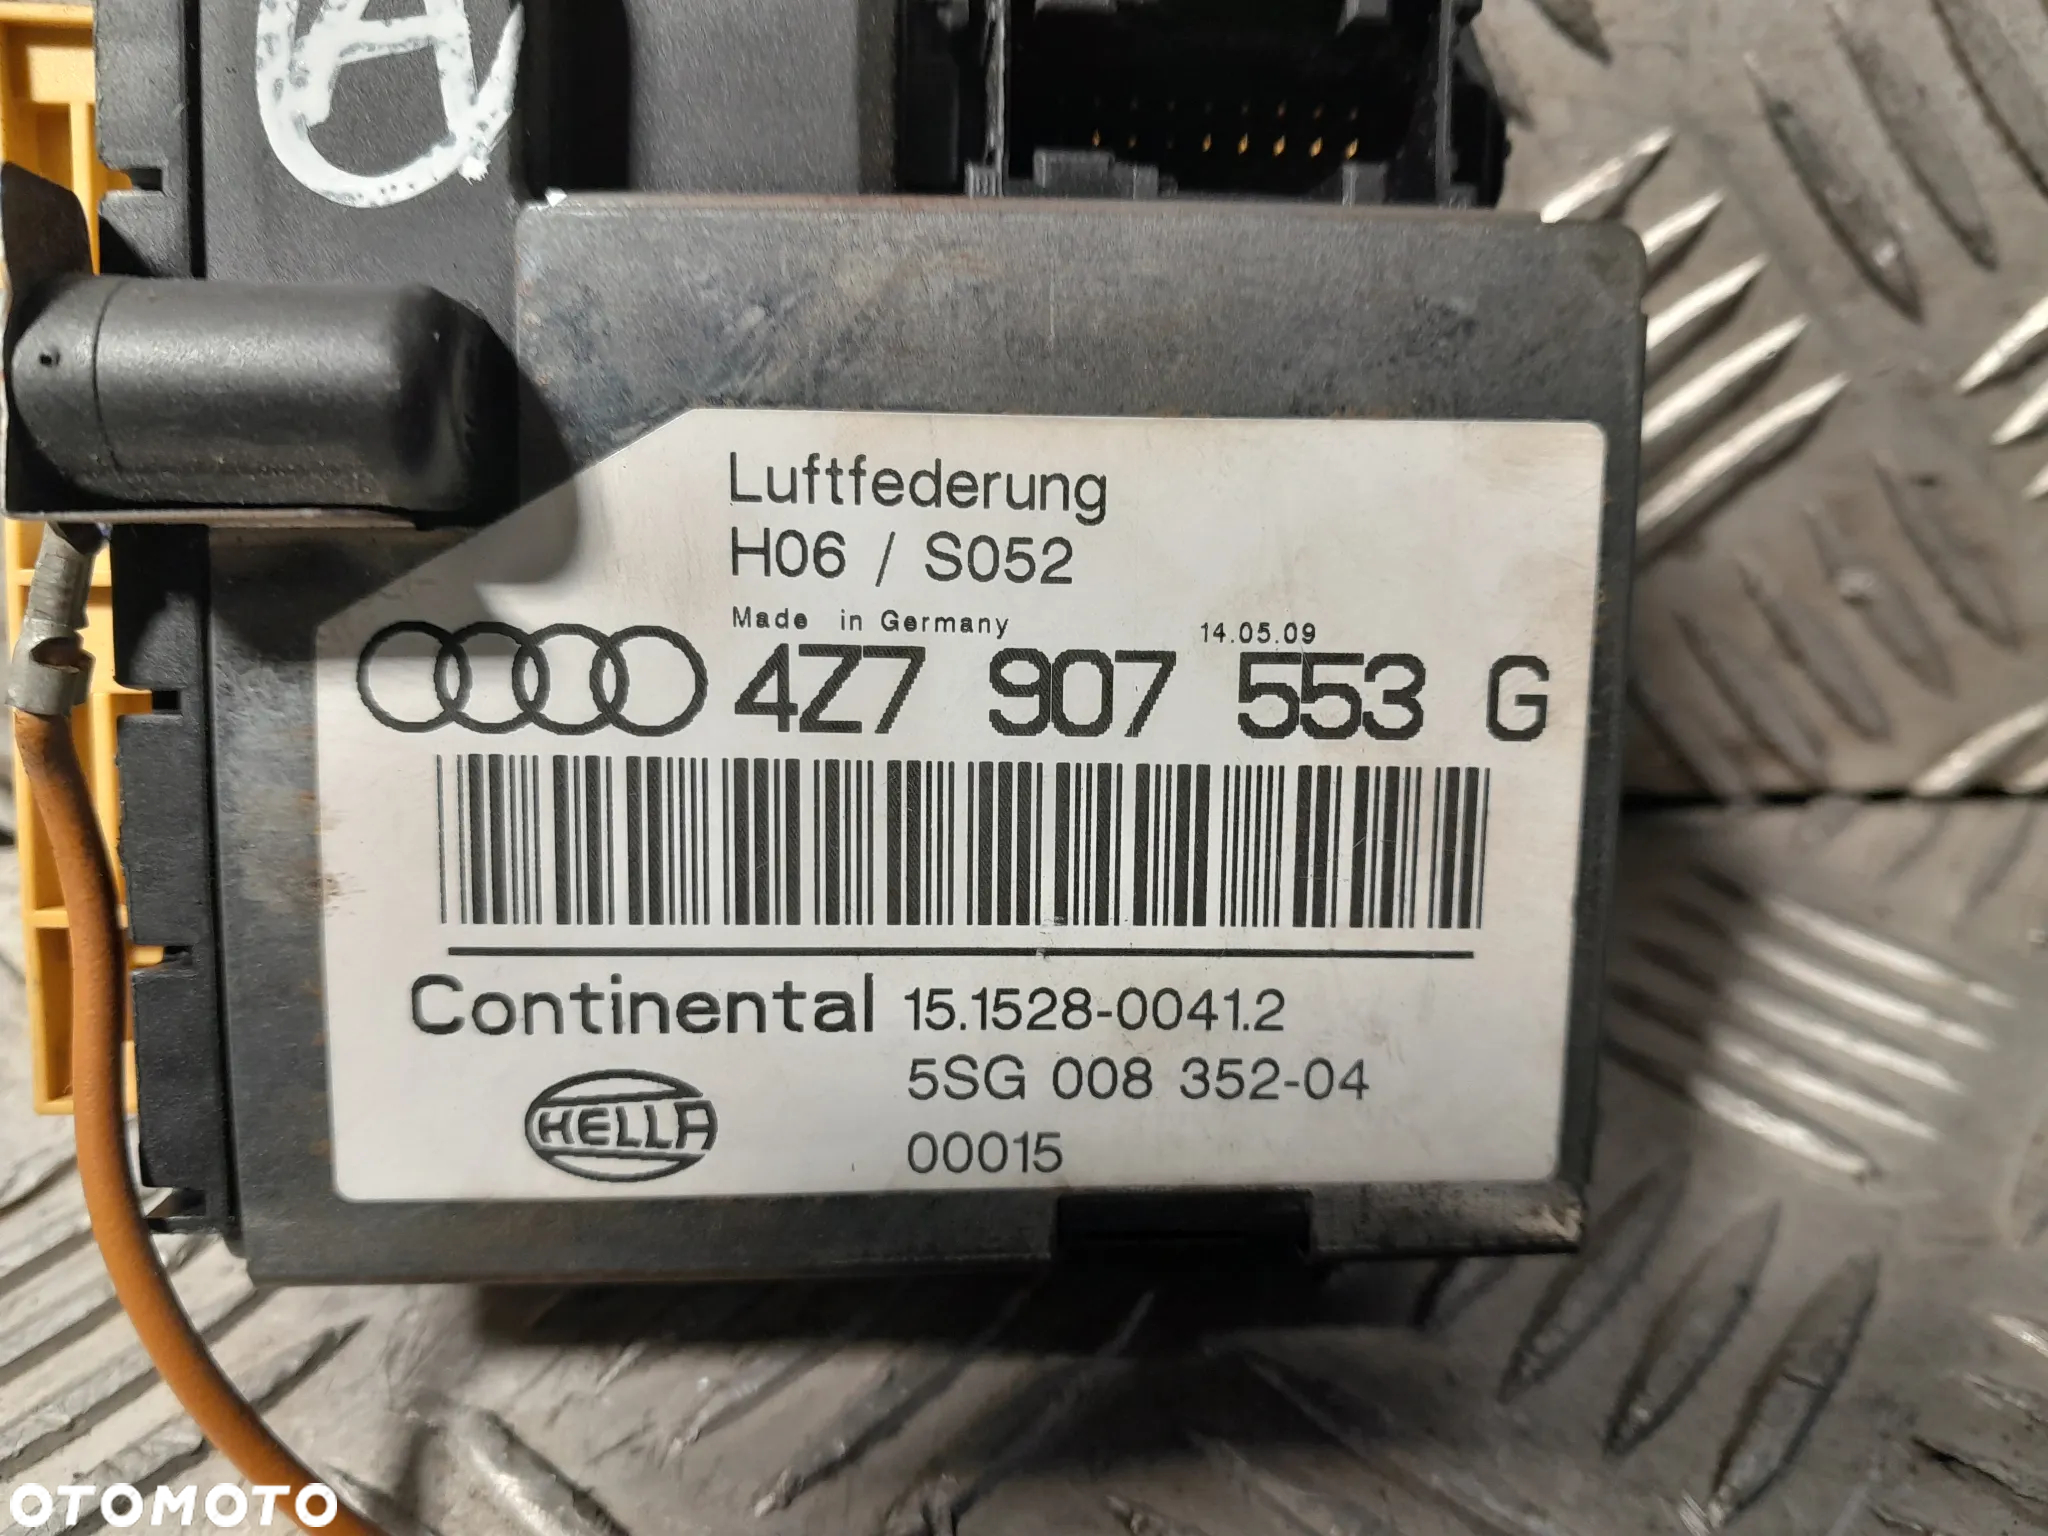 A
Luftfederung
H06 / S052
Made in Germany 14.05.09
4Z7 907 553 G
Continental 15.1528-0041.2
5SG 008 352-04
HELLA
00015
OTOMOTO